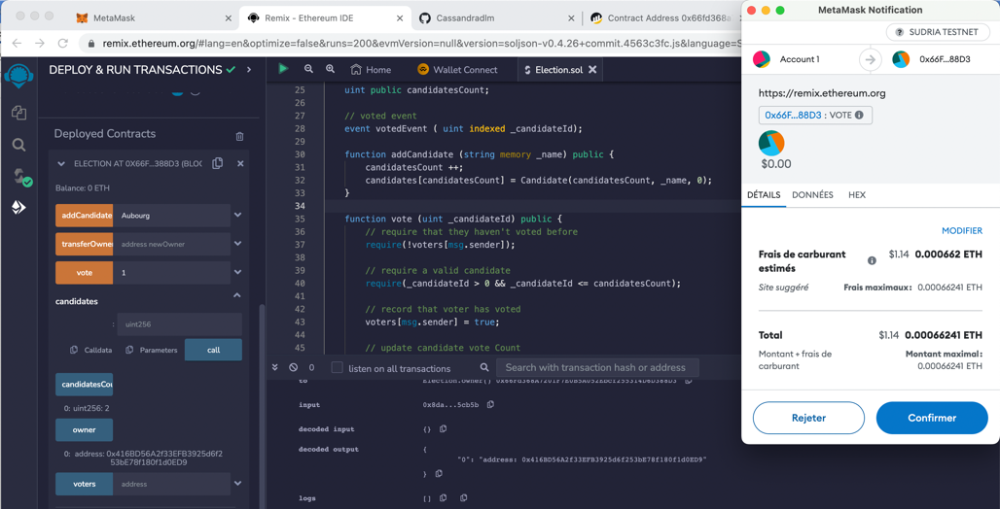 MetaMask
Remix - Ethereum IDE
Cassandradlm
Contract Address 0x66fd368a
MetaMask Notification
remix.ethereum.org/#lang=en&optimize=false&runs=200&evmVersion=null&version=soljson-v0.4.26+commit.4563c3fc.js&language=S
DEPLOY & RUN TRANSACTIONS
Deployed Contracts
ELECTION AT 0X66F...388D3 (BLOC
Balance: 0 ETH
addCandidate
Aubourg
transferOwner
address newOwner
vote
1
candidates
: uint256
Calldata
Parameters
call
candidatesCou
0: uint256: 2
owner
0: address: 0x416BD56A2f33EFB3925d6f2
53bE78f180f1d0ED9
voters
address
Home
Wallet Connect
Election.sol
25 uint public candidatesCount;
26
27 // voted event
28 event votedEvent ( uint indexed _candidateId);
29
30 function addCandidate (string memory _name) public {
31 candidatesCount ++;
32 candidates[candidatesCount] = Candidate(candidatesCount, _name, 0);
33 }
34
35 function vote (uint _candidateId) public {
36 // require that they haven't voted before
37 require(!voters[msg.sender]);
38
39 // require a valid candidate
40 require(_candidateId > 0 && _candidateId <= candidatesCount);
41
42 // record that voter has voted
43 voters[msg.sender] = true;
44
45 // update candidate vote Count
0
listen on all transactions
Search with transaction hash or address
to
input
0x8da...5cb5b
decoded input
{}
decoded output
{
"0": "address: 0x416BD56A2f33EFB3925d6f253bE78f180f1d0ED9"
}
logs
[]
SUDRIA TESTNET
Account 1
0x66F...88D3
https://remix.ethereum.org
0x66F...88D3 : VOTE
$0.00
DÉTAILS
DONNÉES
HEX
MODIFIER
Frais de carburant
estimés
$1.14 0.000662 ETH
Site suggéré
Frais maximaux: 0.00066241 ETH
Total
$1.14 0.00066241 ETH
Montant + frais de
carburant
Montant maximal:
0.00066241 ETH
Rejeter
Confirmer